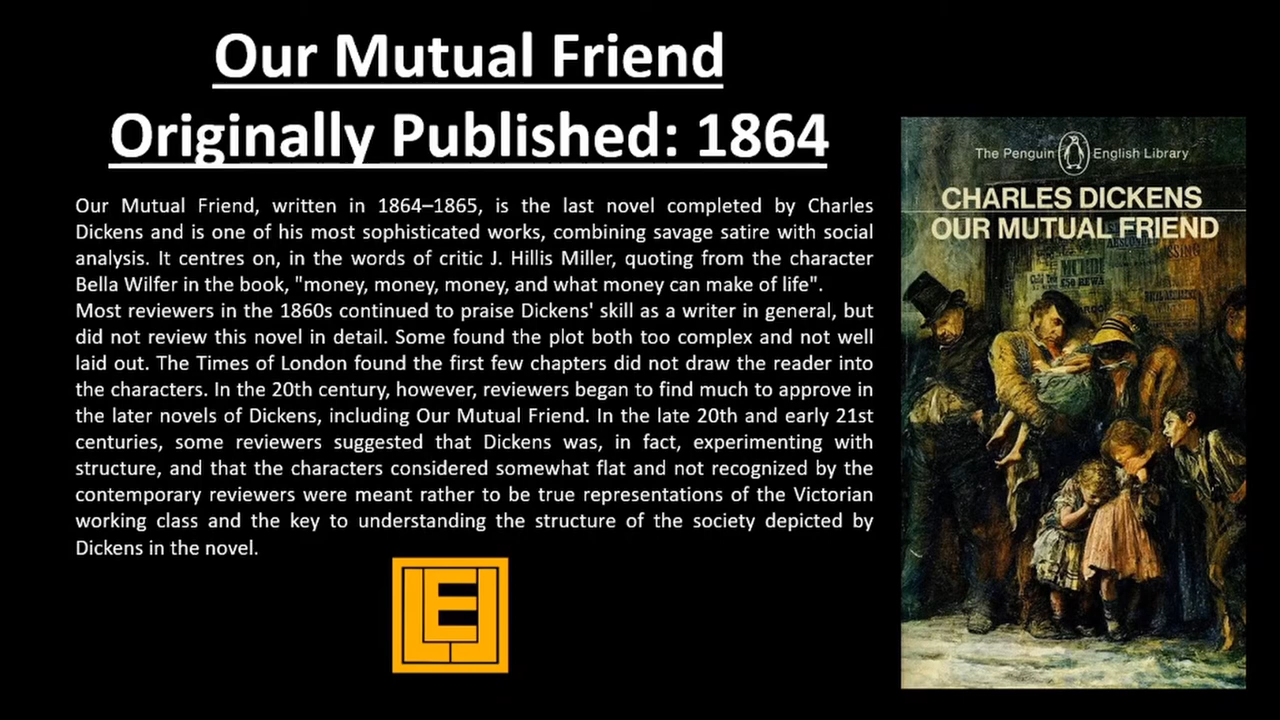 Our Mutual Friend
Originally Published: 1864
Our Mutual Friend, written in 1864–1865, is the last novel completed by Charles
Dickens and is one of his most sophisticated works, combining savage satire with social
analysis. It centres on, in the words of critic J. Hillis Miller, quoting from the character
Bella Wilfer in the book, "money, money, money, and what money can make of life".
Most reviewers in the 1860s continued to praise Dickens' skill as a writer in general, but
did not review this novel in detail. Some found the plot both too complex and not well
laid out. The Times of London found the first few chapters did not draw the reader into
the characters. In the 20th century, however, reviewers began to find much to approve in
the later novels of Dickens, including Our Mutual Friend. In the late 20th and early 21st
centuries, some reviewers suggested that Dickens was, in fact, experimenting with
structure, and that the characters considered somewhat flat and not recognized by the
contemporary reviewers were meant rather to be true representations of the Victorian
working class and the key to understanding the structure of the society depicted by
Dickens in the novel.
The Penguin English Library
CHARLES DICKENS
OUR MUTUAL FRIEND
MISSING
E